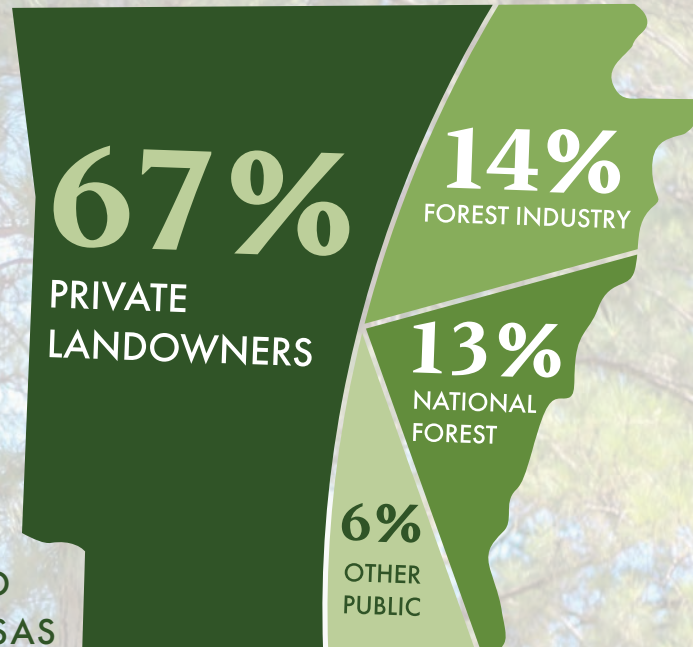 67%
PRIVATE
LANDOWNERS
14%
FOREST INDUSTRY
13%
NATIONAL
FOREST
6%
OTHER
PUBLIC